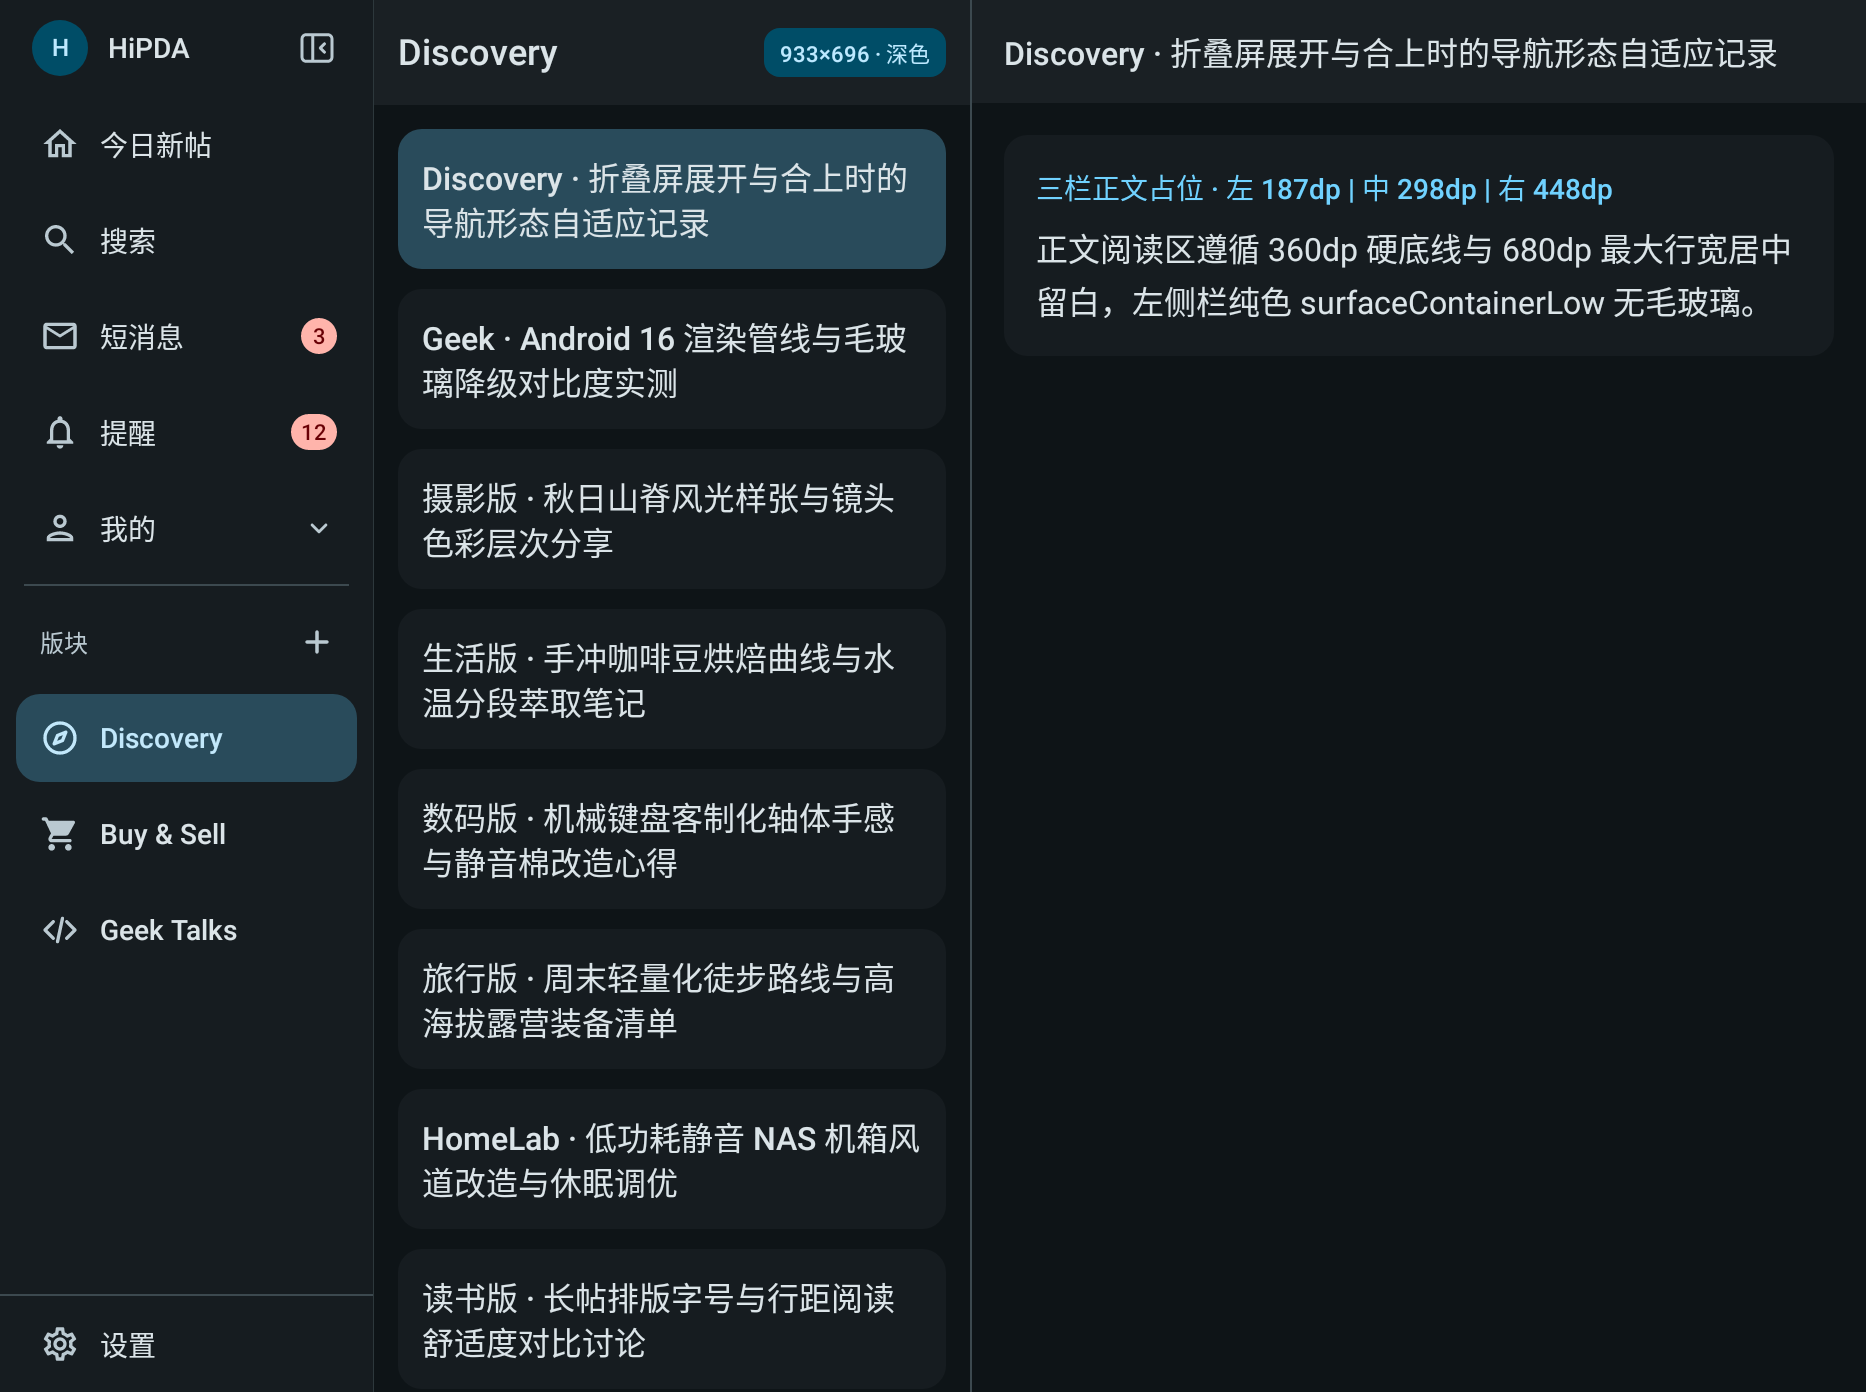 H HiPDA
今日新帖
搜索
短消息 3
提醒 12
我的
版块
Discovery
Buy & Sell
Geek Talks
设置
Discovery 933×696 · 深色
Discovery · 折叠屏展开与合上时的
导航形态自适应记录
Geek · Android 16 渲染管线与毛玻
璃降级对比度实测
摄影版 · 秋日山脊风光样张与镜头
色彩层次分享
生活版 · 手冲咖啡豆烘焙曲线与水
温分段萃取笔记
数码版 · 机械键盘客制化轴体手感
与静音棉改造心得
旅行版 · 周末轻量化徒步路线与高
海拔露营装备清单
HomeLab · 低功耗静音 NAS 机箱风
道改造与休眠调优
读书版 · 长帖排版字号与行距阅读
舒适度对比讨论
Discovery · 折叠屏展开与合上时的导航形态自适应记录
三栏正文占位 · 左 187dp | 中 298dp | 右 448dp
正文阅读区遵循 360dp 硬底线与 680dp 最大行宽居中
留白，左侧栏纯色 surfaceContainerLow 无毛玻璃。